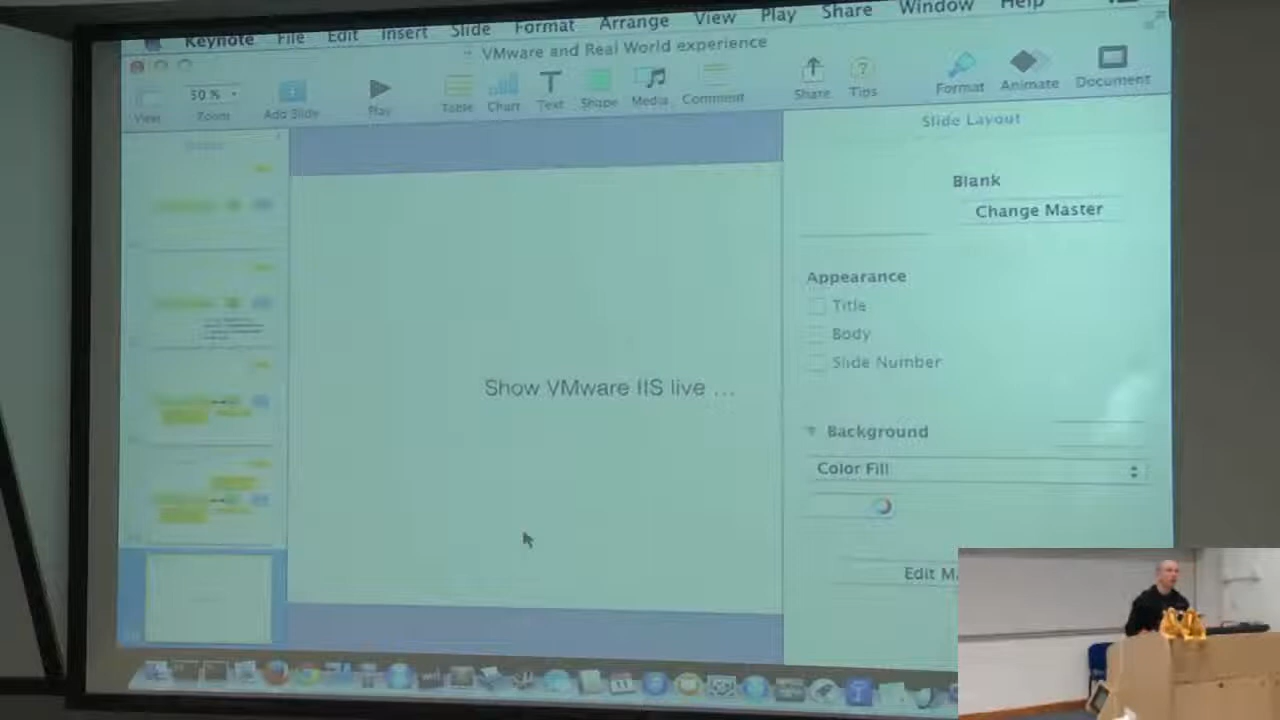 Keynote File Edit Insert Slide Format Arrange View Play Share Window Help
VMware and Real World experience
50%
View Zoom Add Slide Play Table Chart Text Shape Media Comment Share Tips Format Animate Document
Slide Layout
Blank
Change Master
Appearance
Title
Body
Slide Number
Show VMware IIS live ...
Background
Color Fill
Edit M